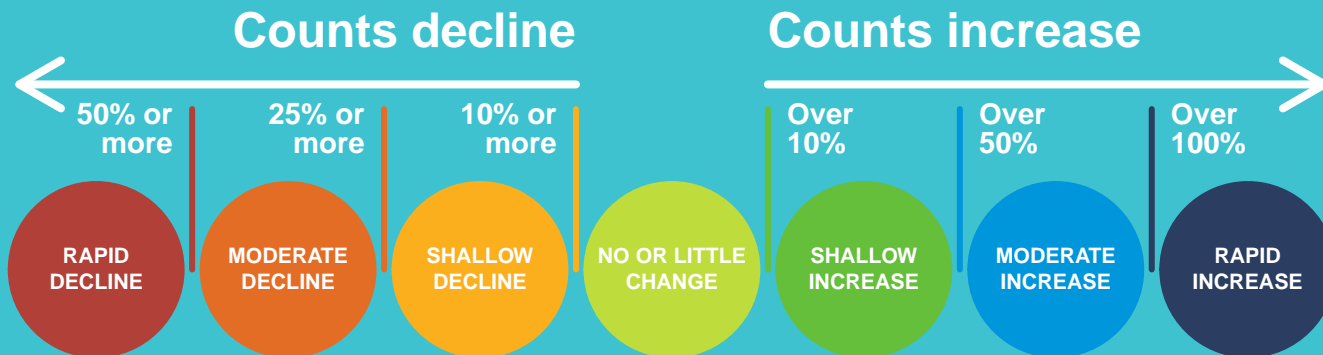 Counts decline
Counts increase
50% or
more
25% or
more
10% or
more
Over
10%
Over
50%
Over
100%
RAPID
DECLINE
MODERATE
DECLINE
SHALLOW
DECLINE
NO OR LITTLE
CHANGE
SHALLOW
INCREASE
MODERATE
INCREASE
RAPID
INCREASE